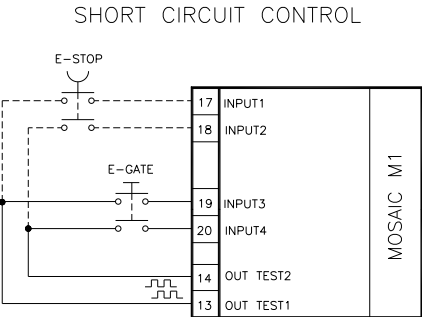 SHORT CIRCUIT CONTROL
E-STOP
17 INPUT1
18 INPUT2
E-GATE
19 INPUT3
20 INPUT4
14 OUT TEST2
13 OUT TEST1
MOSAIC M1